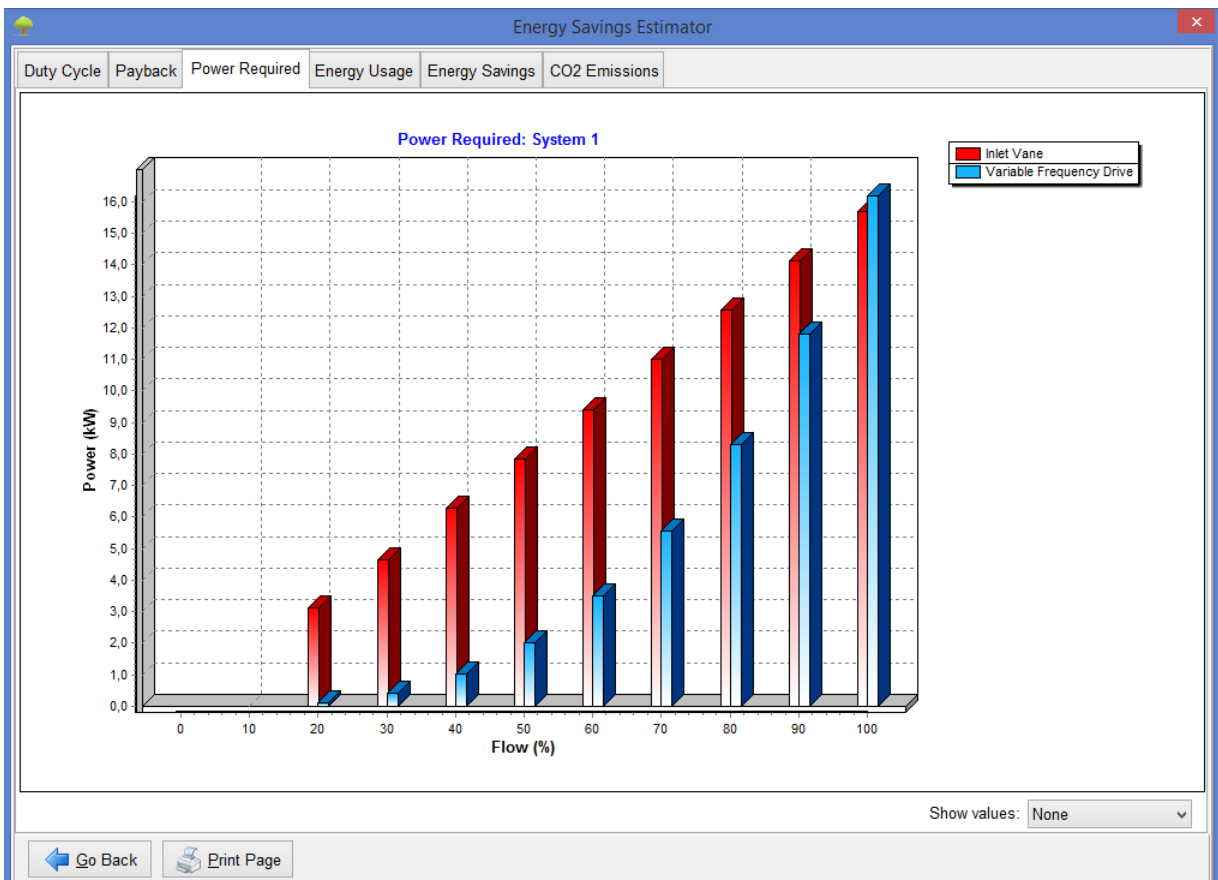 Energy Savings Estimator
Duty Cycle Payback Power Required Energy Usage Energy Savings CO2 Emissions
Power Required: System 1
Inlet Vane
Variable Frequency Drive
16,0
15,0
14,0
13,0
12,0
11,0
10,0
9,0
8,0
7,0
6,0
5,0
4,0
3,0
2,0
1,0
0,0
Power (kW)
0 10 20 30 40 50 60 70 80 90 100
Flow (%)
Show values: None
Go Back Print Page